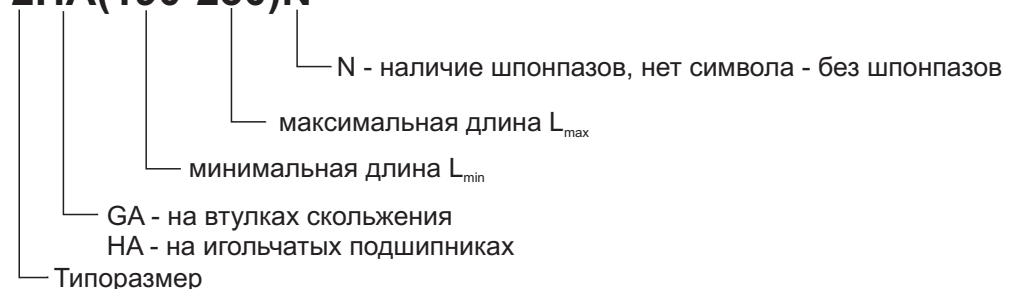 N - наличие шпонпазов, нет символа - без шпонпазов
максимальная длина Lmax
минимальная длина Lmin
GA - на втулках скольжения
HA - на игольчатых подшипниках
Типоразмер